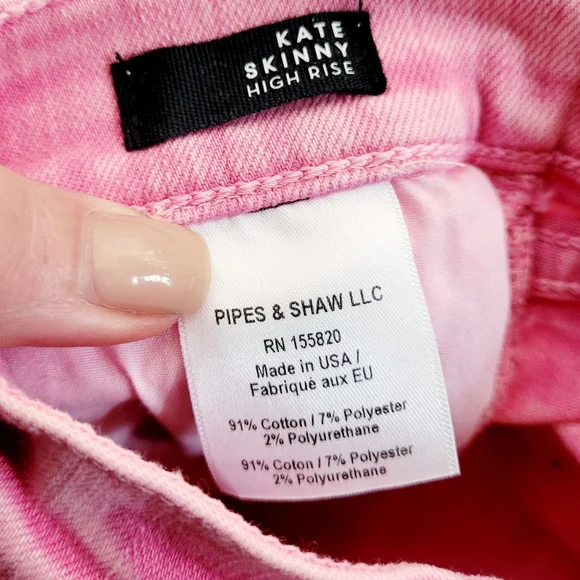 KATE
SKINNY
HIGH RISE
PIPES & SHAW LLC
RN 155820
Made in USA /
Fabriquè aux EU
91% Cotton / 7% Polyester
2% Polyurethane
91% Coton / 7% Polyester
2% Polyurethane